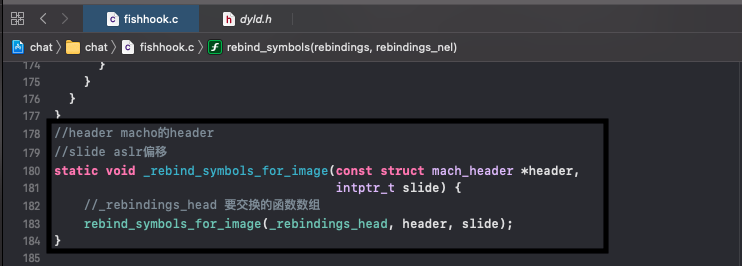 fishhook.c
dyld.h
chat
chat
fishhook.c
rebind_symbols(rebindings, rebindings_nel)
174 }
175 }
176 }
177 }
178 //header macho的header
179 //slide aslr偏移
180 static void _rebind_symbols_for_image(const struct mach_header *header,
181 intptr_t slide) {
182 //_rebindings_head 要交换的函数数组
183 rebind_symbols_for_image(_rebindings_head, header, slide);
184 }
185